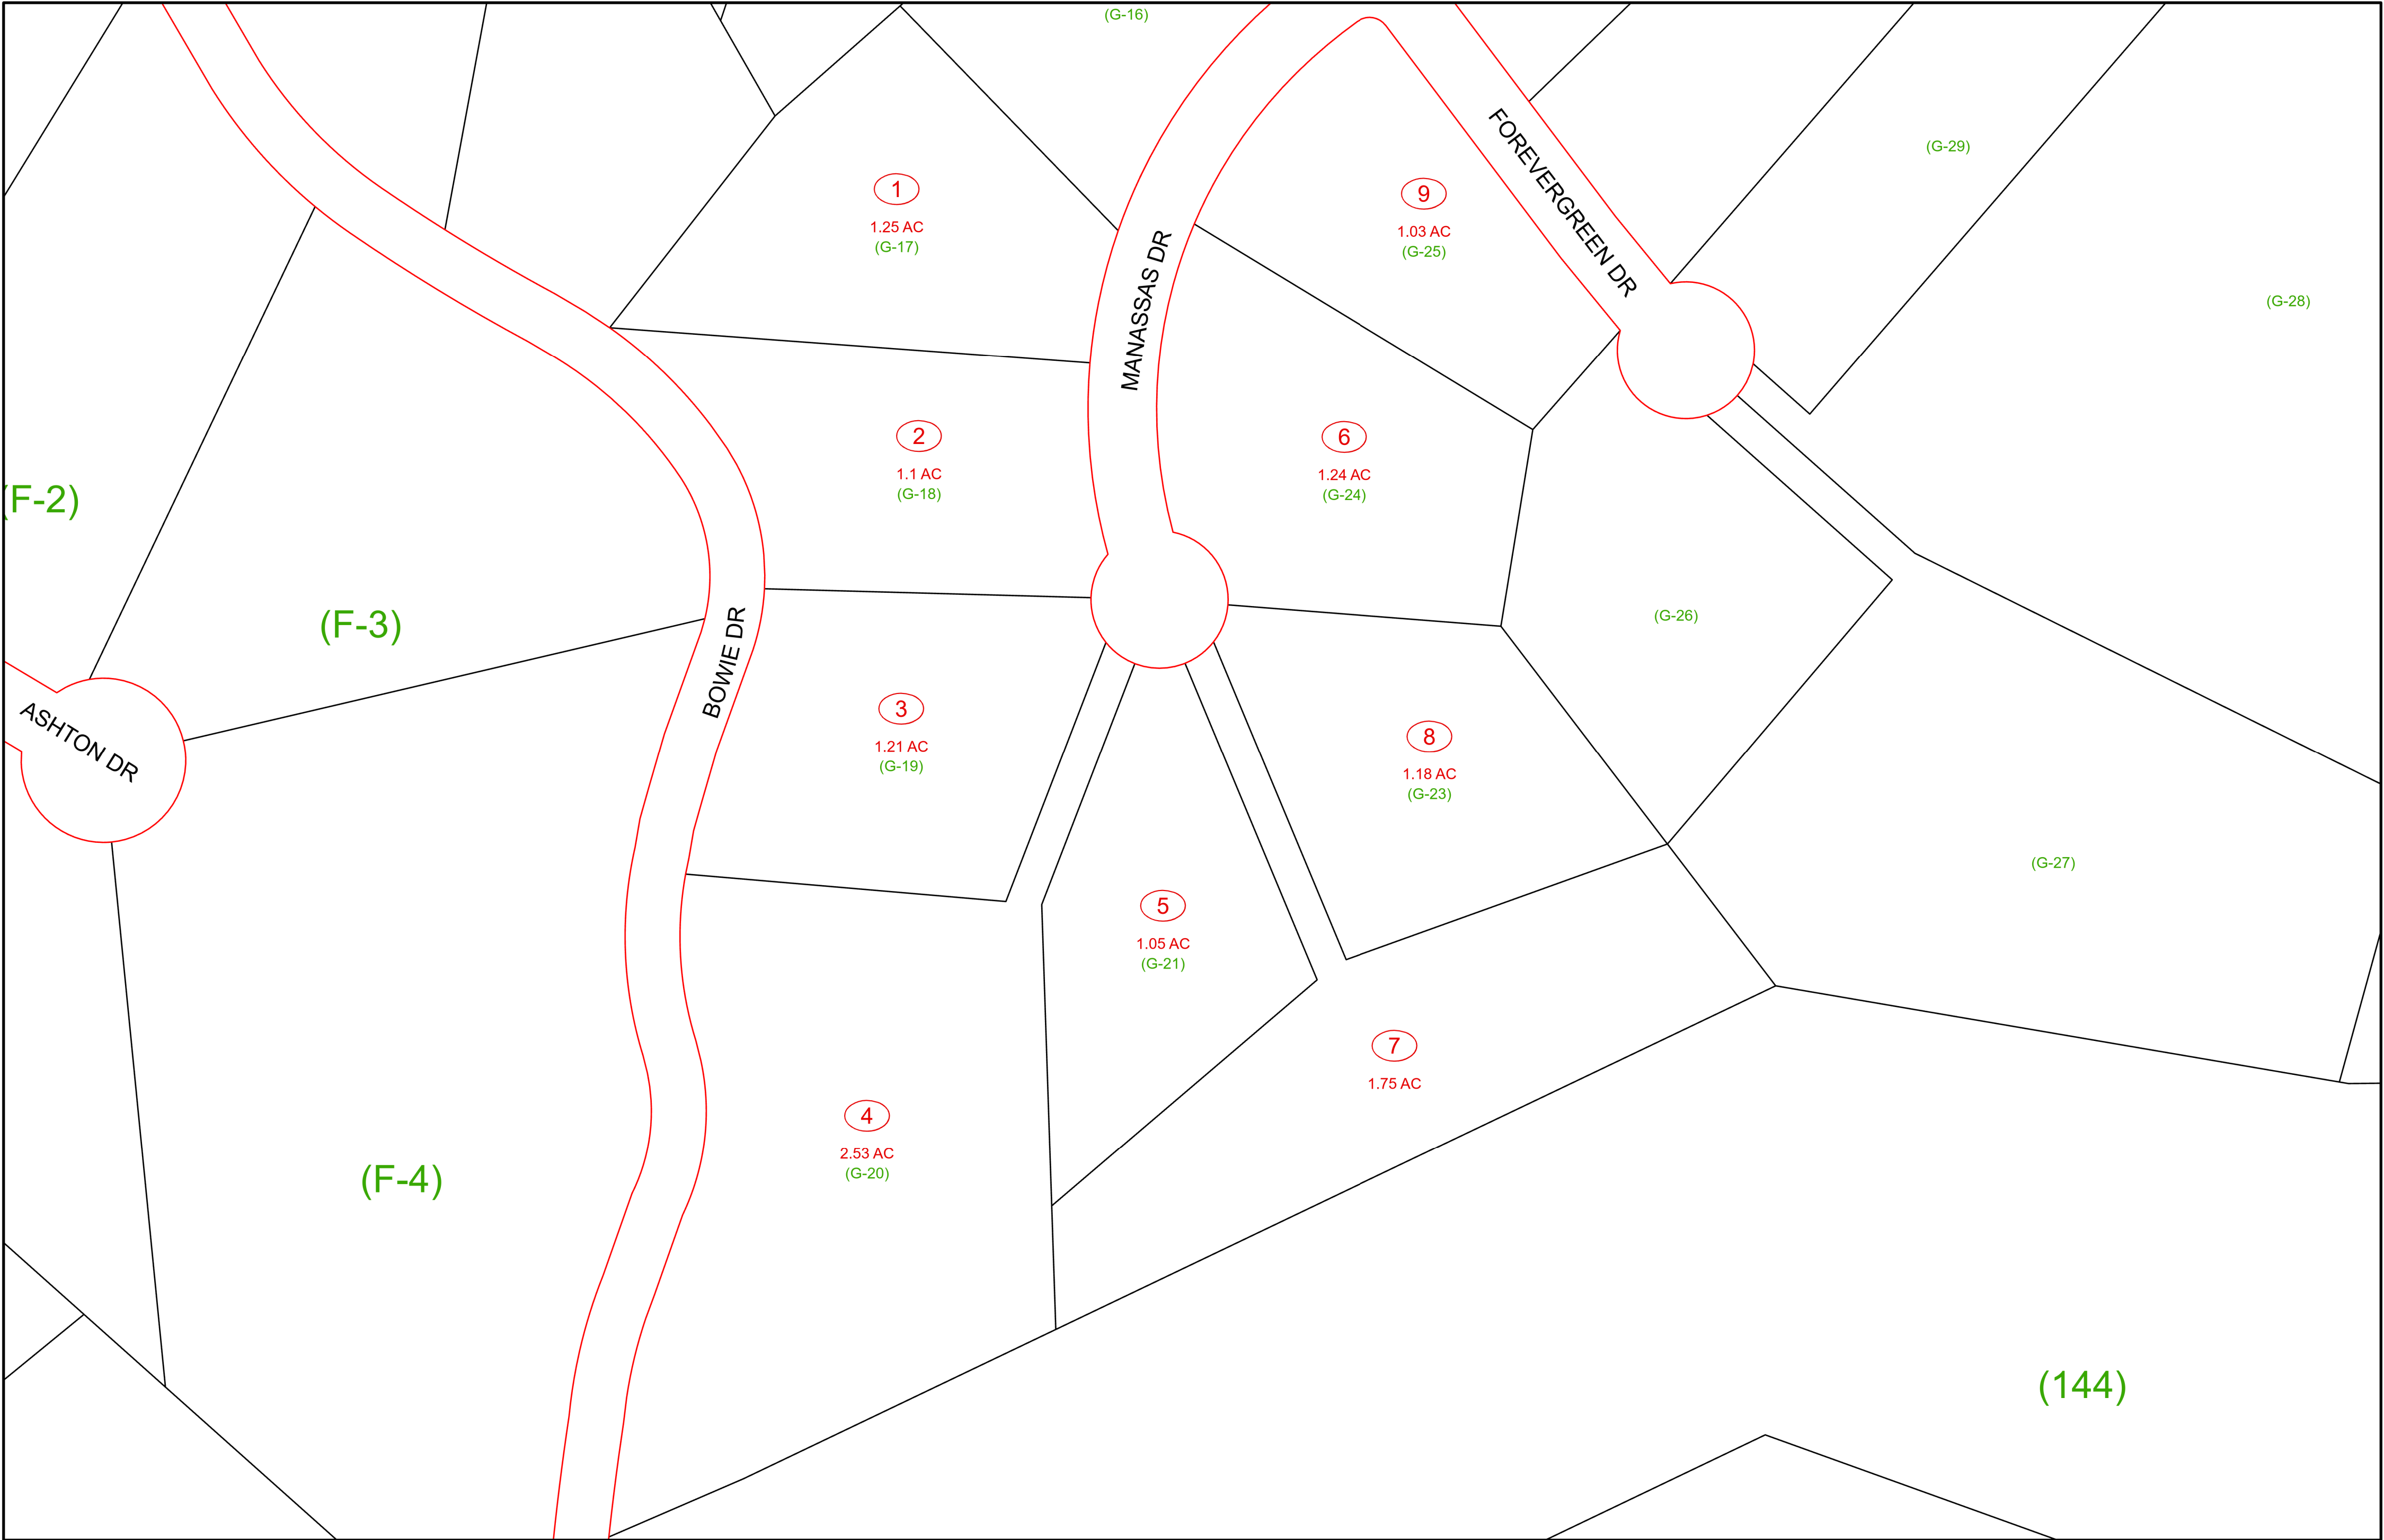 (G-16)
FOREVERGREEN DR
(G-29)
1
1.25 AC
(G-17)
9
1.03 AC
(G-25)
MANASSAS DR
(G-28)
2
1.1 AC
(G-18)
6
1.24 AC
(G-24)
(F-2)
(F-3)
BOWIE DR
(G-26)
ASHTON DR
3
1.21 AC
(G-19)
8
1.18 AC
(G-23)
(G-27)
5
1.05 AC
(G-21)
7
1.75 AC
4
2.53 AC
(G-20)
(F-4)
(144)